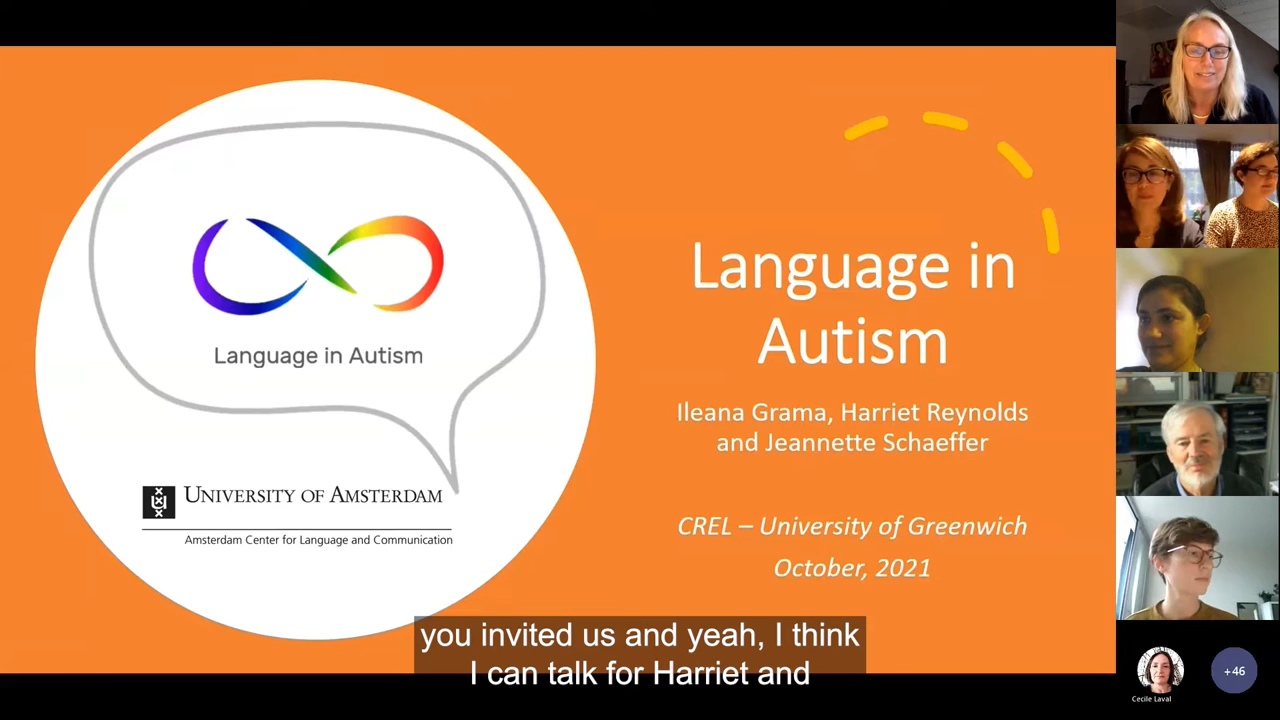 Language in Autism
UNIVERSITY OF AMSTERDAM
Amsterdam Center for Language and Communication
Language in
Autism
Ileana Grama, Harriet Reynolds
and Jeannette Schaeffer
CREL – University of Greenwich
October, 2021
you invited us and yeah, I think
I can talk for Harriet and
Cecile Laval
+46